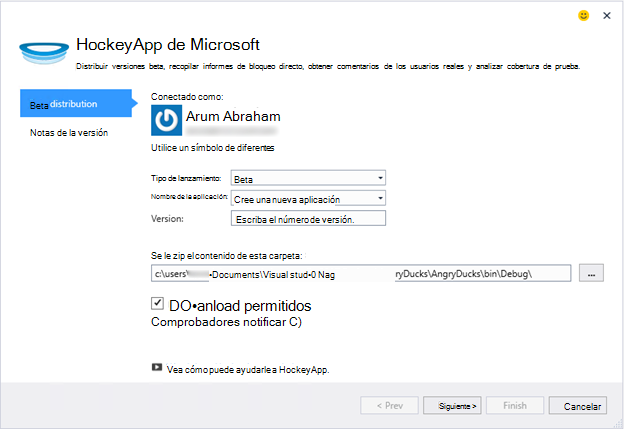 HockeyApp de Microsoft
Distribuir versiones beta, recopilar informes de bloqueo directo, obtener comentarios de los usuarios reales y analizar cobertura de prueba.
Beta distribution
Notas de la versión
Conectado como:
Arum Abraham
Utilice un símbolo de diferentes
Tipo de lanzamiento: Beta
Nombre de la aplicación: Cree una nueva aplicación
Version: Escriba el número de versión.
Se le zip el contenido de esta carpeta:
c:\users\ •Documents\Visual stud•0 Nag ryDucks\AngryDucks\bin\Debug\ ...
DO•anload permitidos
Comprobadores notificar C)
Vea cómo puede ayudarle a HockeyApp.
< Prev Siguiente > Finish Cancelar